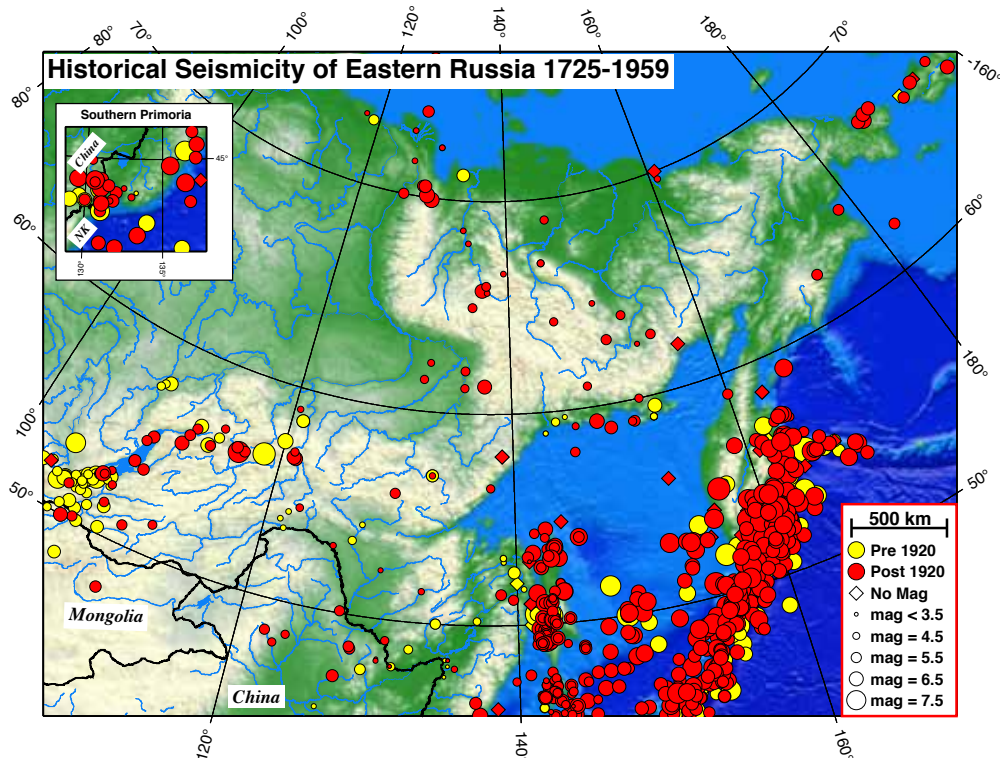 80°
70°
100°
120°
140°
160°
180°
70°
-160°
Historical Seismicity of Eastern Russia 1725-1959
80°
Southern Primoria
China
45°
NK
130°
135°
60°
60°
180°
100°
50°
50°
500 km
Pre 1920
Post 1920
No Mag
mag < 3.5
mag = 4.5
mag = 5.5
mag = 6.5
mag = 7.5
Mongolia
China
120°
140
160°